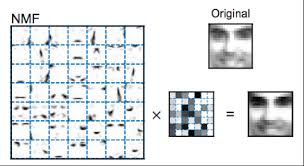 Original
NMF
× =